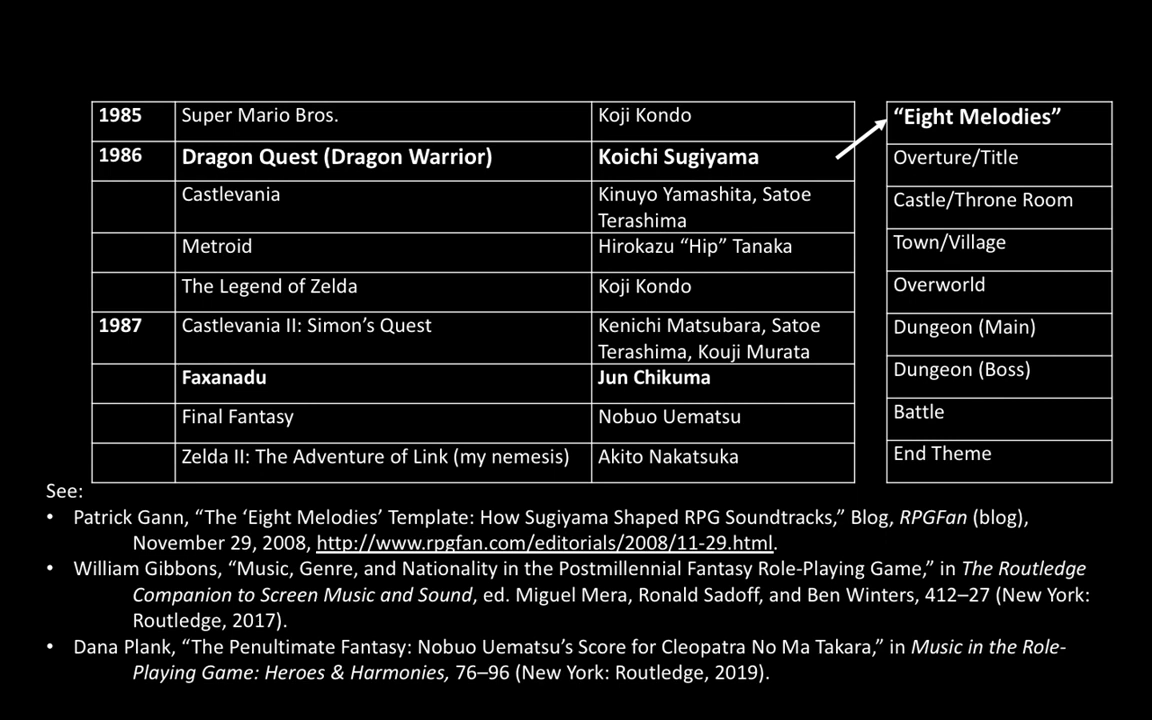 1985 Super Mario Bros. Koji Kondo
1986 Dragon Quest (Dragon Warrior) Koichi Sugiyama
Castlevania Kinuyo Yamashita, Satoe
Terashima
Metroid Hirokazu “Hip” Tanaka
The Legend of Zelda Koji Kondo
1987 Castlevania II: Simon’s Quest Kenichi Matsubara, Satoe
Terashima, Kouji Murata
Faxanadu Jun Chikuma
Final Fantasy Nobuo Uematsu
Zelda II: The Adventure of Link (my nemesis) Akito Nakatsuka
“Eight Melodies”
Overture/Title
Castle/Throne Room
Town/Village
Overworld
Dungeon (Main)
Dungeon (Boss)
Battle
End Theme
See:
• Patrick Gann, “The ‘Eight Melodies’ Template: How Sugiyama Shaped RPG Soundtracks,” Blog, RPGFan (blog),
November 29, 2008, http://www.rpgfan.com/editorials/2008/11-29.html.
• William Gibbons, “Music, Genre, and Nationality in the Postmillennial Fantasy Role-Playing Game,” in The Routledge
Companion to Screen Music and Sound, ed. Miguel Mera, Ronald Sadoff, and Ben Winters, 412–27 (New York:
Routledge, 2017).
• Dana Plank, “The Penultimate Fantasy: Nobuo Uematsu’s Score for Cleopatra No Ma Takara,” in Music in the Role-
Playing Game: Heroes & Harmonies, 76–96 (New York: Routledge, 2019).